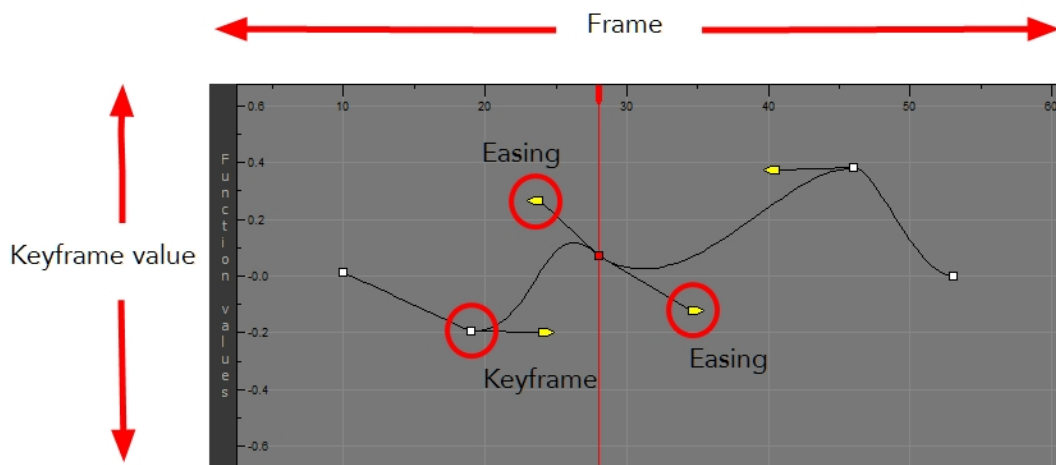 Frame
10 20 30 40 50 60
0.6
Easing
0.4
0.2
Keyframe value
Function values
-0.0
-0.2
Easing
Keyframe
-0.4
-0.6